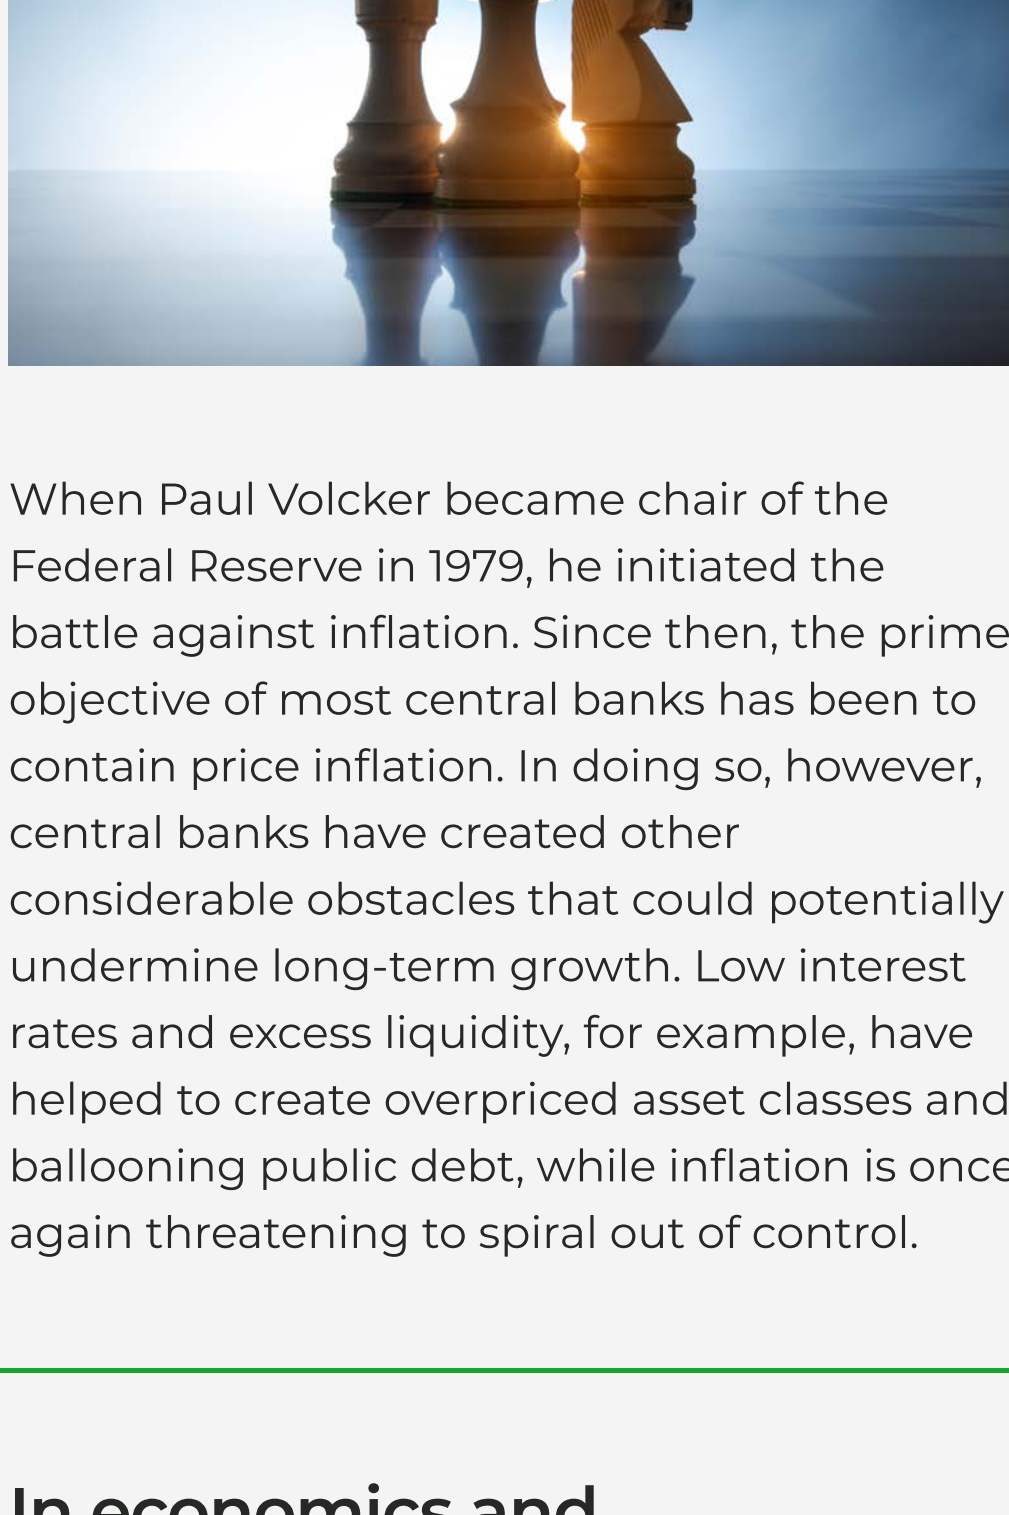 When Paul Volcker became chair of the
Federal Reserve in 1979, he initiated the
battle against inflation. Since then, the prime
objective of most central banks has been to
contain price inflation. In doing so, however,
central banks have created other
considerable obstacles that could potentially
undermine long-term growth. Low interest
rates and excess liquidity, for example, have
helped to create overpriced asset classes and
ballooning public debt, while inflation is once
again threatening to spiral out of control.
In economics and